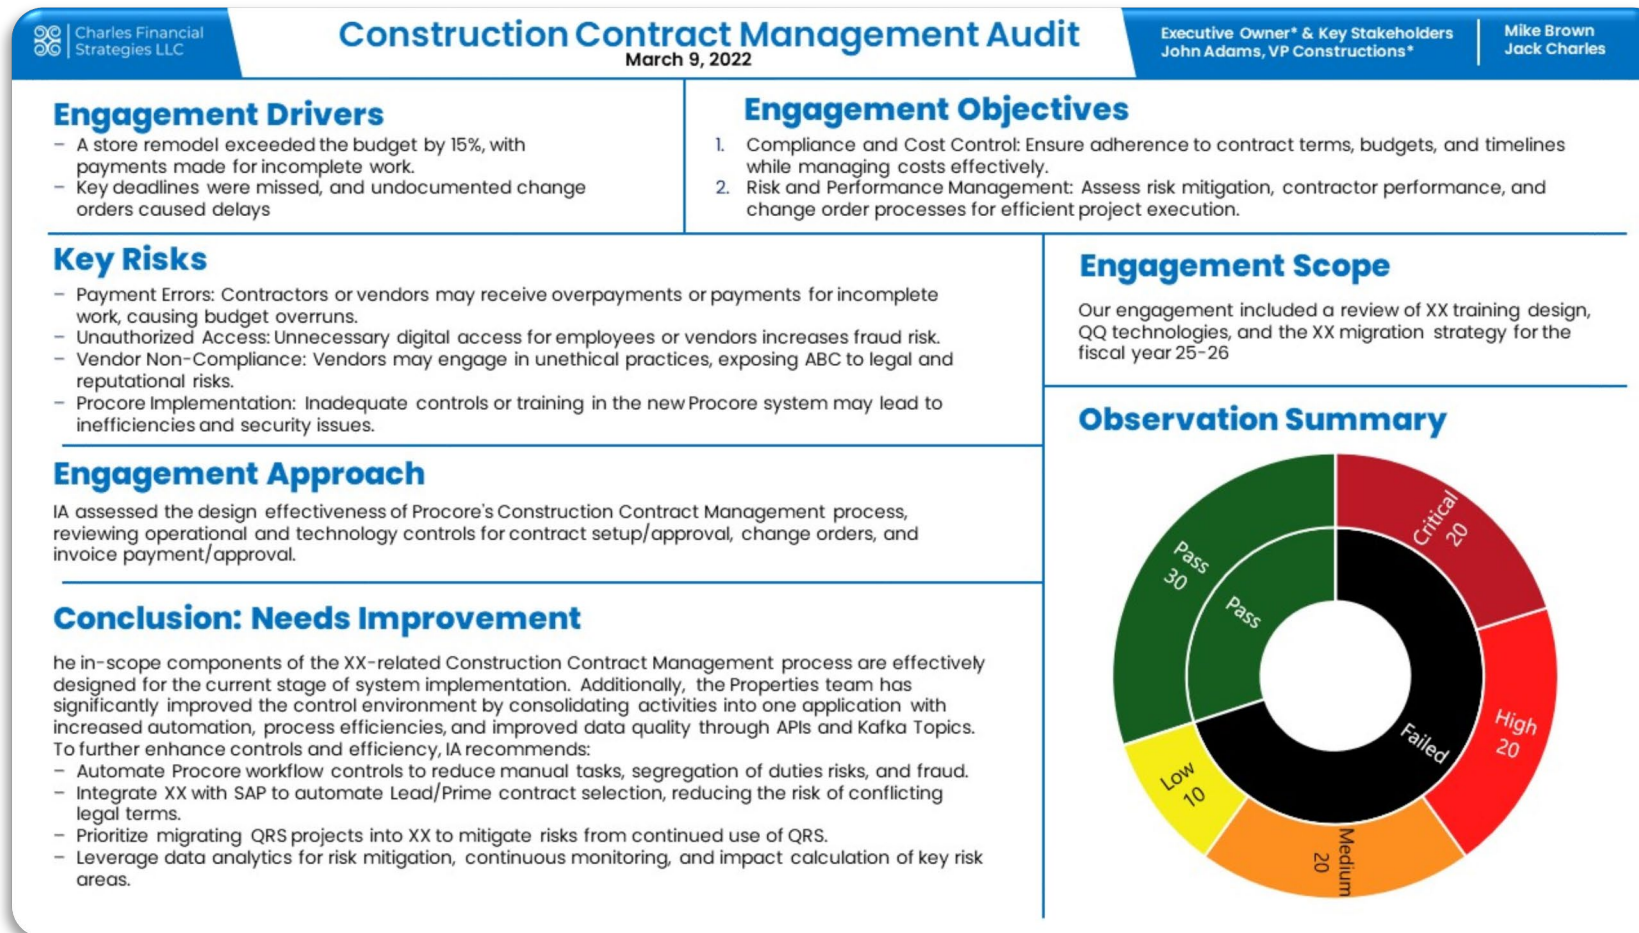 Charles Financial
Strategies LLC
Construction Contract Management Audit
March 9, 2022
Executive Owner* & Key Stakeholders
John Adams, VP Constructions*
Mike Brown
Jack Charles
Engagement Drivers
– A store remodel exceeded the budget by 15%, with
payments made for incomplete work.
– Key deadlines were missed, and undocumented change
orders caused delays
Engagement Objectives
1. Compliance and Cost Control: Ensure adherence to contract terms, budgets, and timelines
while managing costs effectively.
2. Risk and Performance Management: Assess risk mitigation, contractor performance, and
change order processes for efficient project execution.
Key Risks
– Payment Errors: Contractors or vendors may receive overpayments or payments for incomplete
work, causing budget overruns.
– Unauthorized Access: Unnecessary digital access for employees or vendors increases fraud risk.
– Vendor Non-Compliance: Vendors may engage in unethical practices, exposing ABC to legal and
reputational risks.
– Procore Implementation: Inadequate controls or training in the new Procore system may lead to
inefficiencies and security issues.
Engagement Scope
Our engagement included a review of XX training design,
QQ technologies, and the XX migration strategy for the
fiscal year 25-26
Engagement Approach
IA assessed the design effectiveness of Procore's Construction Contract Management process,
reviewing operational and technology controls for contract setup/approval, change orders, and
invoice payment/approval.
Conclusion: Needs Improvement
he in-scope components of the XX-related Construction Contract Management process are effectively
designed for the current stage of system implementation. Additionally, the Properties team has
significantly improved the control environment by consolidating activities into one application with
increased automation, process efficiencies, and improved data quality through APIs and Kafka Topics.
To further enhance controls and efficiency, IA recommends:
– Automate Procore workflow controls to reduce manual tasks, segregation of duties risks, and fraud.
– Integrate XX with SAP to automate Lead/Prime contract selection, reducing the risk of conflicting
legal terms.
– Prioritize migrating QRS projects into XX to mitigate risks from continued use of QRS.
– Leverage data analytics for risk mitigation, continuous monitoring, and impact calculation of key risk
areas.
Observation Summary
Critical
20
Pass
30
Pass
High
20
Failed
Low
10
Medium
20